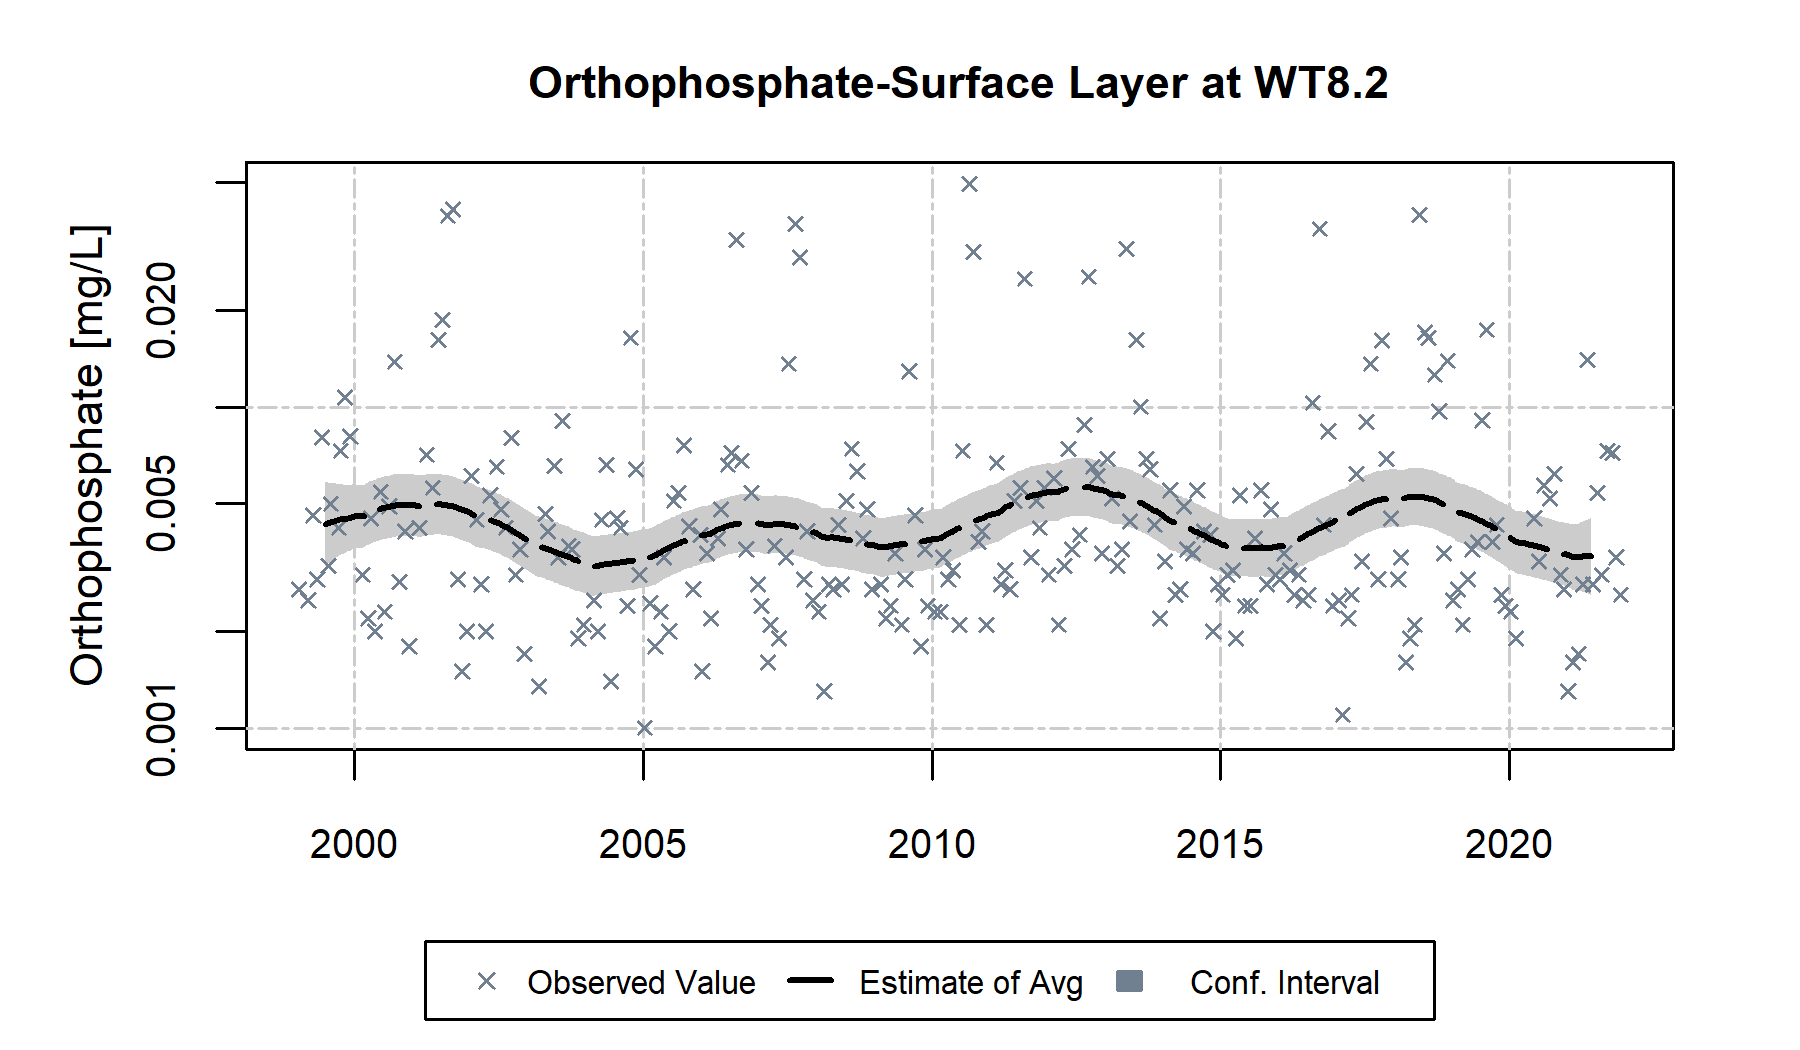 Orthophosphate-Surface Layer at WT8.2
Orthophosphate [mg/L]
0.020
0.005
0.001
2000 2005 2010 2015 2020
Observed Value Estimate of Avg Conf. Interval